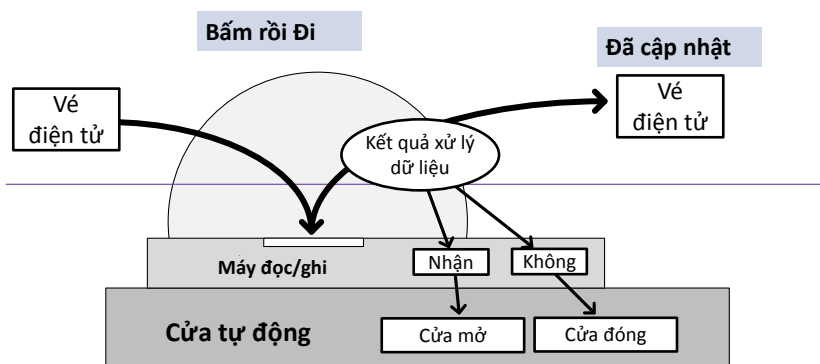 Bấm rồi Đi
Đã cập nhật
Vé
điện tử
Vé
điện tử
Kết quả xử lý
dữ liệu
Máy đọc/ghi
Nhận
Không
Cửa tự động
Cửa mở
Cửa đóng